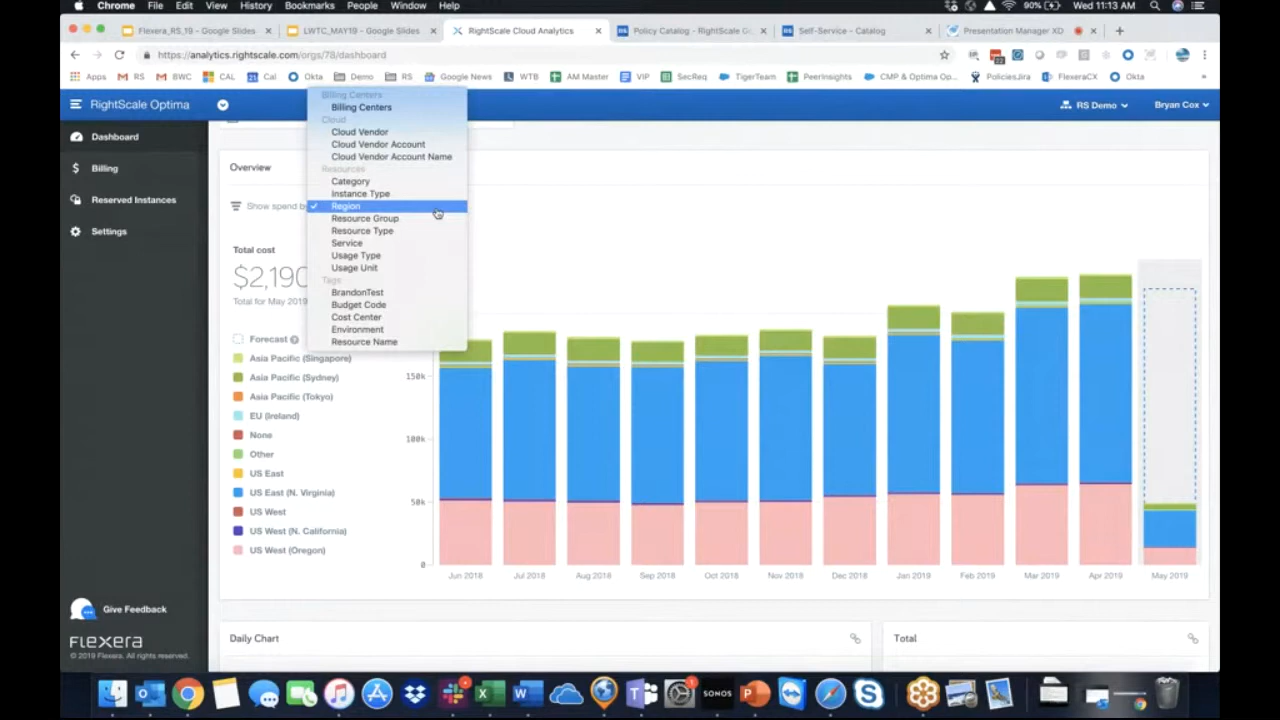 Chrome File Edit View History Bookmarks People Window Help 90% Wed 11:13 AM
Flexera_RS_19 - Google Slides LWTC_MAY19 - Google Slides RightScale Cloud Analytics Policy Catalog - RightScale Go Self-Service - Catalog Presentation Manager XD
https://analytics.rightscale.com/orgs/78/dashboard
Apps RS BWC CAL Cal Okta Demo RS Google News WTB AM Master VIP SecReq TigerTeam PeerInsights CMP & Optima Op... PoliciesJira FlexeraCX Okta »
RightScale Optima RS Demo Bryan Cox
Dashboard
Billing
Reserved Instances
Settings
Give Feedback
FLEXERA
© 2019 Flexera. All rights reserved.
Billing Centers
Billing Centers
Cloud
Cloud Vendor
Cloud Vendor Account
Cloud Vendor Account Name
Resources
Category
Instance Type
✓ Region
Resource Group
Resource Type
Service
Usage Type
Usage Unit
Tags
BrandonTest
Budget Code
Cost Center
Environment
Resource Name
Overview
Show spend by
Total cost
$2,190
Total for May 2019
Forecast
Asia Pacific (Singapore)
Asia Pacific (Sydney)
Asia Pacific (Tokyo)
EU (Ireland)
None
Other
US East
US East (N. Virginia)
US West
US West (N. California)
US West (Oregon)
150k
100k
50k
0
Jun 2018 Jul 2018 Aug 2018 Sep 2018 Oct 2018 Nov 2018 Dec 2018 Jan 2019 Feb 2019 Mar 2019 Apr 2019 May 2019
Daily Chart Total
SONOS